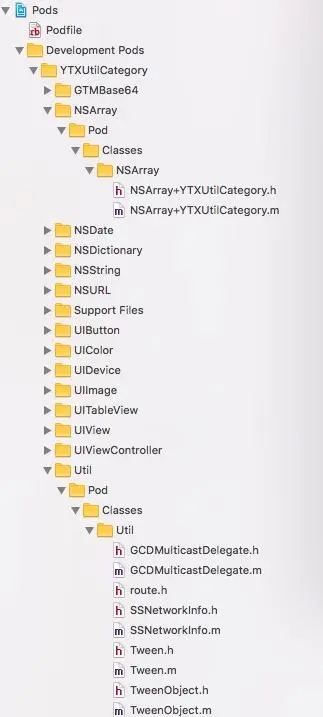 Pods
Podfile
Development Pods
YTXUtilCategory
GTMBase64
NSArray
Pod
Classes
NSArray
NSArray+YTXUtilCategory.h
NSArray+YTXUtilCategory.m
NSDate
NSDictionary
NSString
NSURL
Support Files
UIButton
UIColor
UIDevice
UIImage
UITableView
UIView
UIViewController
Util
Pod
Classes
Util
GCDMulticastDelegate.h
GCDMulticastDelegate.m
route.h
SSNetworkInfo.h
SSNetworkInfo.m
Tween.h
Tween.m
TweenObject.h
TweenObject.m